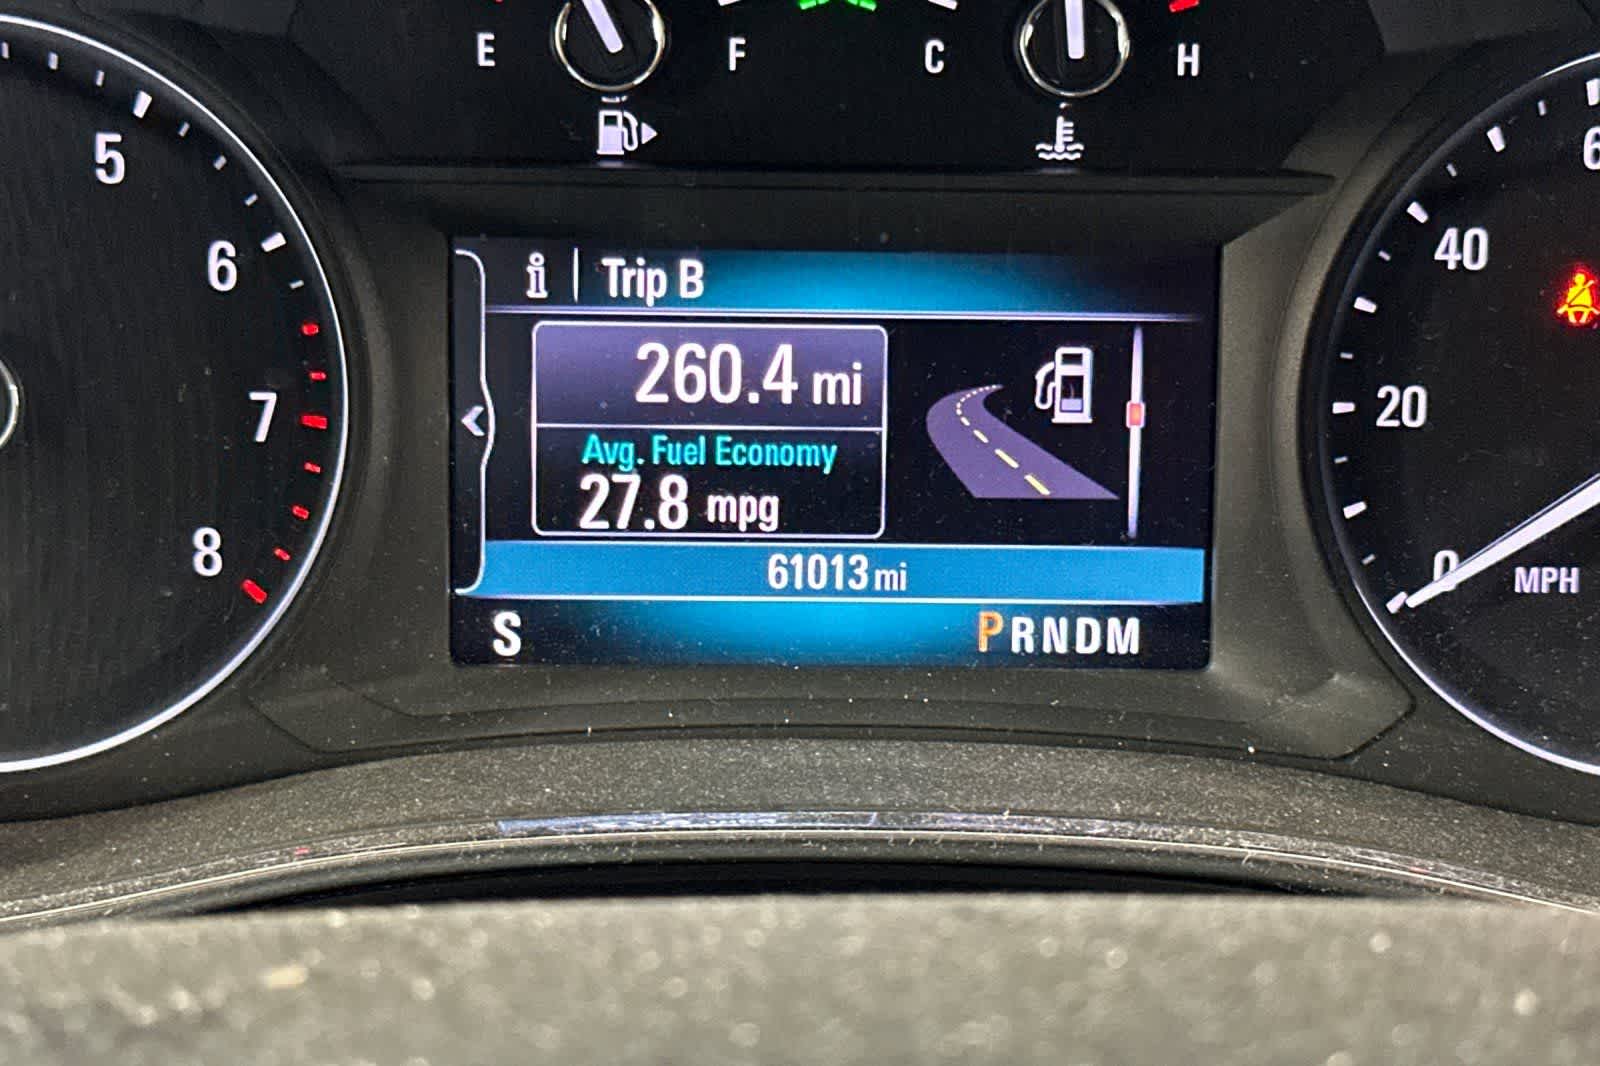 E F C H
5
6
7
8
i | Trip B
260.4 mi
Avg. Fuel Economy
27.8 mpg
61013 mi
S PRNDM
6
40
20
0
MPH